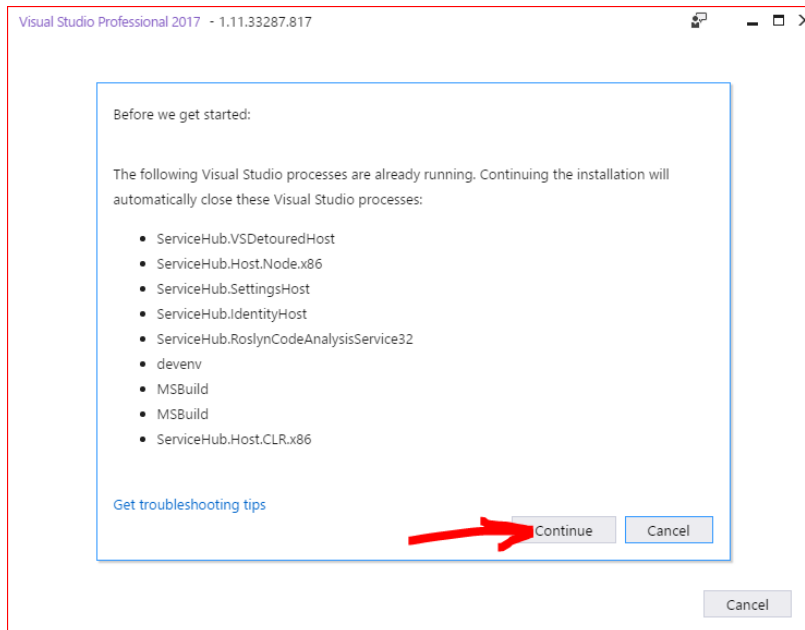 Visual Studio Professional 2017 - 1.11.33287.817
Before we get started:
The following Visual Studio processes are already running. Continuing the installation will
automatically close these Visual Studio processes:
• ServiceHub.VSDetouredHost
• ServiceHub.Host.Node.x86
• ServiceHub.SettingsHost
• ServiceHub.IdentityHost
• ServiceHub.RoslynCodeAnalysisService32
• devenv
• MSBuild
• MSBuild
• ServiceHub.Host.CLR.x86
Get troubleshooting tips
Continue
Cancel
Cancel